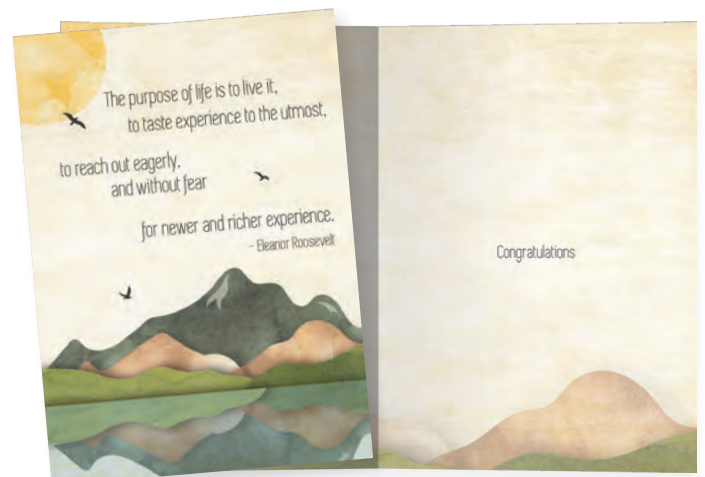 The purpose of life is to live it,
to taste experience to the utmost,
to reach out eagerly,
and without fear
for newer and richer experience.
- Eleanor Roosevelt
Congratulations